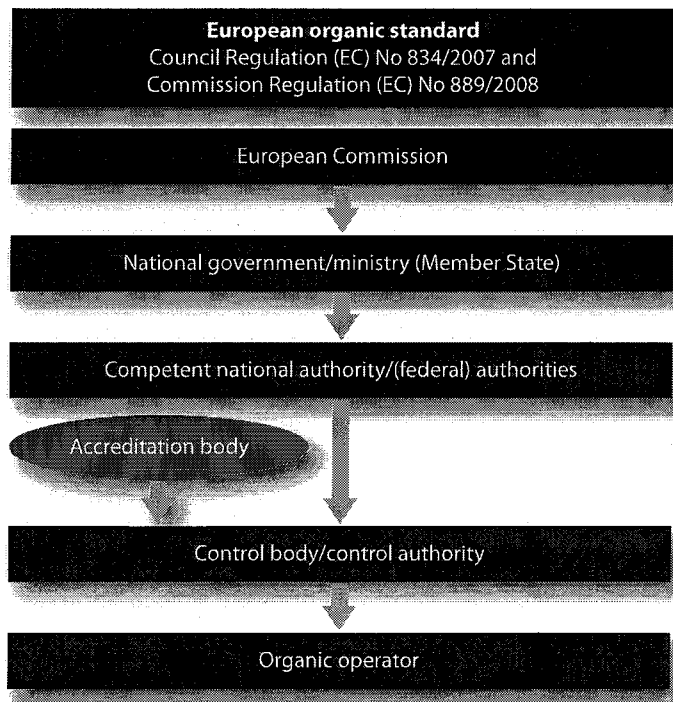 European organic standard
Council Regulation (EC) No 834/2007 and
Commission Regulation (EC) No 889/2008
European Commission
National government/ministry (Member State)
Competent national authority/(federal) authorities
Accreditation body
Control body/control authority
Organic operator